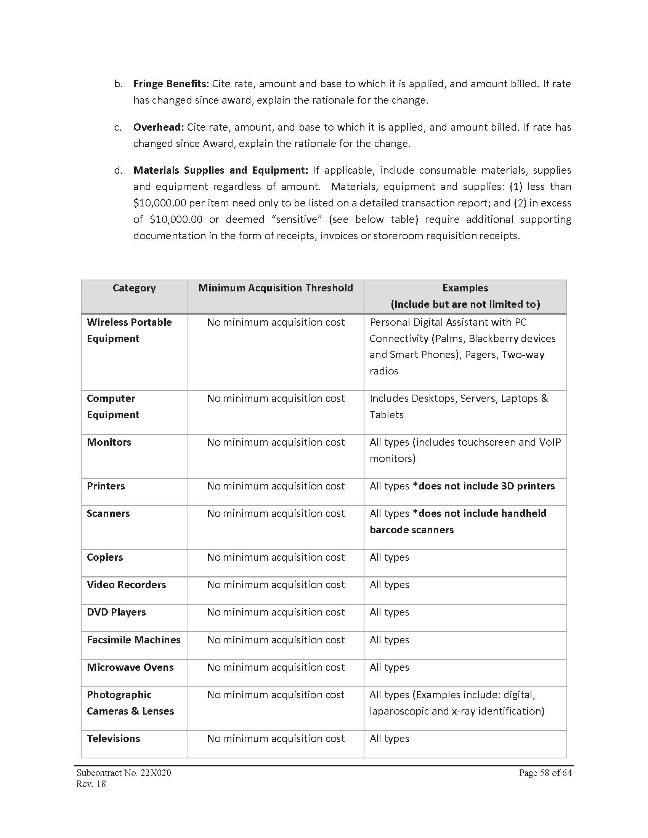 b. Fringe Benefits: Cite rate, amount and base to which it is applied, and amount billed. If rate
has changed since award, explain the rationale for the change.
c. Overhead: Cite rate, amount, and base to which it is applied, and amount billed. If rate has
changed since Award, explain the rationale for the change.
d. Materials Supplies and Equipment: If applicable, include consumable materials, supplies
and equipment regardless of amount. Materials, equipment and supplies: (1) less than
$10,000.00 per item need only to be listed on a detailed transaction report; and (2) in excess
of $10,000.00 or deemed “sensitive” (see below table) require additional supporting
documentation in the form of receipts, invoices or storeroom requisition receipts.
Category Minimum Acquisition Threshold Examples
(Include but are not limited to)
Wireless Portable No minimum acquisition cost Personal Digital Assistant with PC
Equipment Connectivity (Palms, Blackberry devices
and Smart Phones), Pagers, Two-way
radios
Computer No minimum acquisition cost Includes Desktops, Servers, Laptops &
Equipment Tablets
Monitors No minimum acquisition cost All types (includes touchscreen and VoIP
monitors)
Printers No minimum acquisition cost All types *does not include 3D printers
Scanners No minimum acquisition cost All types *does not include handheld
barcode scanners
Copiers No minimum acquisition cost All types
Video Recorders No minimum acquisition cost All types
DVD Players No minimum acquisition cost All types
Facsimile Machines No minimum acquisition cost All types
Microwave Ovens No minimum acquisition cost All types
Photographic No minimum acquisition cost All types (Examples include: digital,
Cameras & Lenses laparoscopic and x-ray identification)
Televisions No minimum acquisition cost All types
Subcontract No. 22X020 Page 58 of 64
Rev. 18